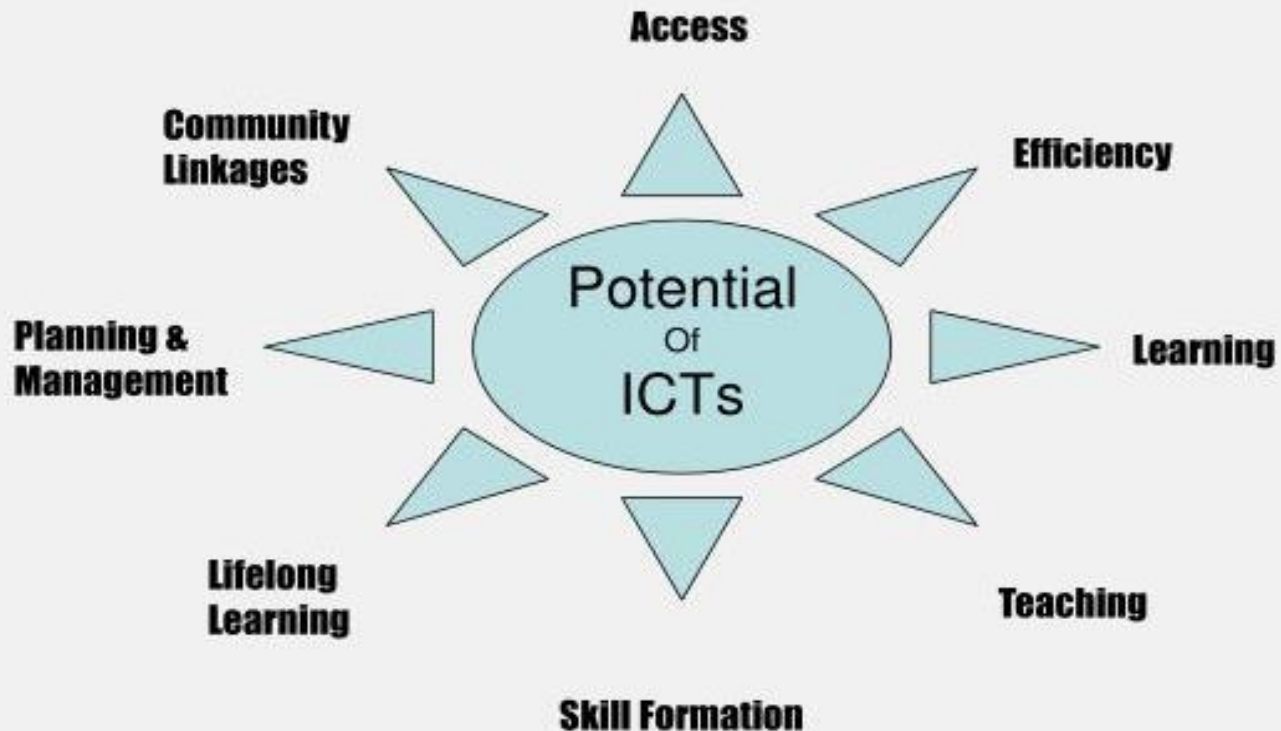 Access
Community
Linkages
Efficiency
Potential
Of
ICTs
Planning &
Management
Learning
Lifelong
Learning
Teaching
Skill Formation